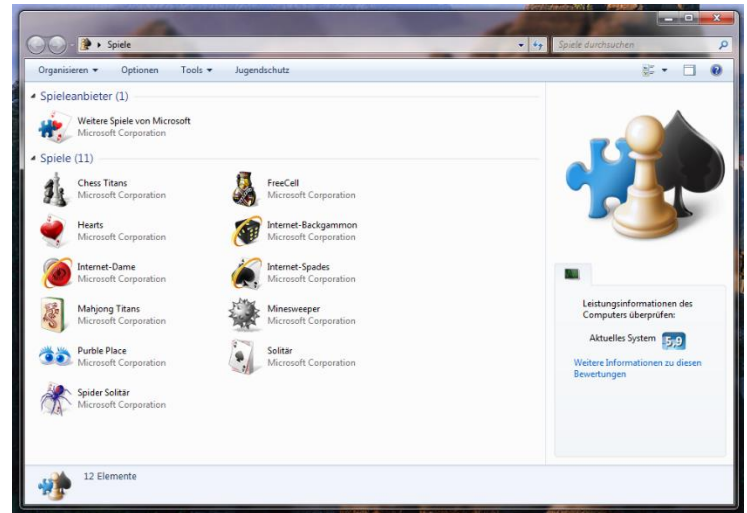 Spiele
Spiele durchsuchen
Organisieren
Optionen
Tools
Jugendschutz
Spieleanbieter (1)
Weitere Spiele von Microsoft
Microsoft Corporation
Spiele (11)
Chess Titans
Microsoft Corporation
FreeCell
Microsoft Corporation
Hearts
Microsoft Corporation
Internet-Backgammon
Microsoft Corporation
Internet-Dame
Microsoft Corporation
Internet-Spades
Microsoft Corporation
Mahjong Titans
Microsoft Corporation
Minesweeper
Microsoft Corporation
Purble Place
Microsoft Corporation
Solitär
Microsoft Corporation
Spider Solitär
Microsoft Corporation
Leistungsinformationen des
Computers überprüfen:
Aktuelles System 5,9
Weitere Informationen zu diesen
Bewertungen
12 Elemente